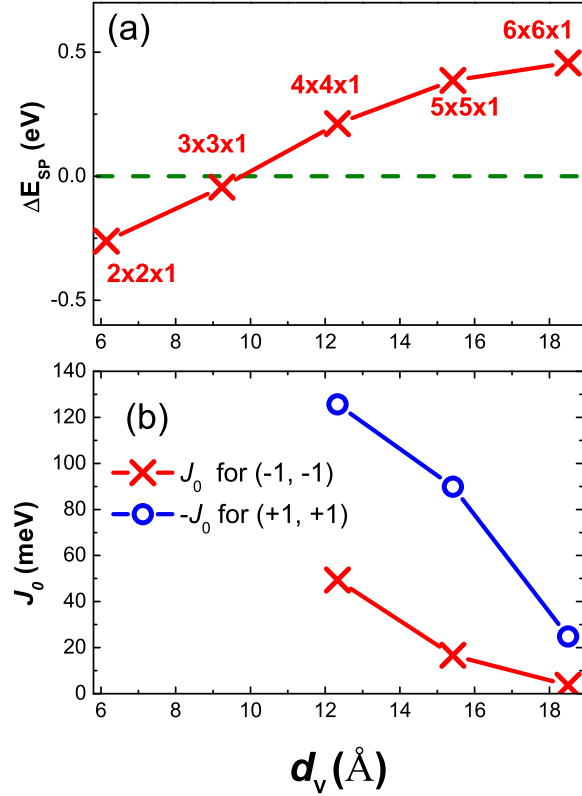 (a)
6x6x1
0.5
4x4x1
5x5x1
3x3x1
ΔE_SP (eV)
0.0
2x2x1
-0.5
6 8 10 12 14 16 18
140
(b)
120
100
J_0 for (-1, -1)
80
-J_0 for (+1, +1)
J_0 (meV)
60
40
20
0
6 8 10 12 14 16 18
d_v (Å)